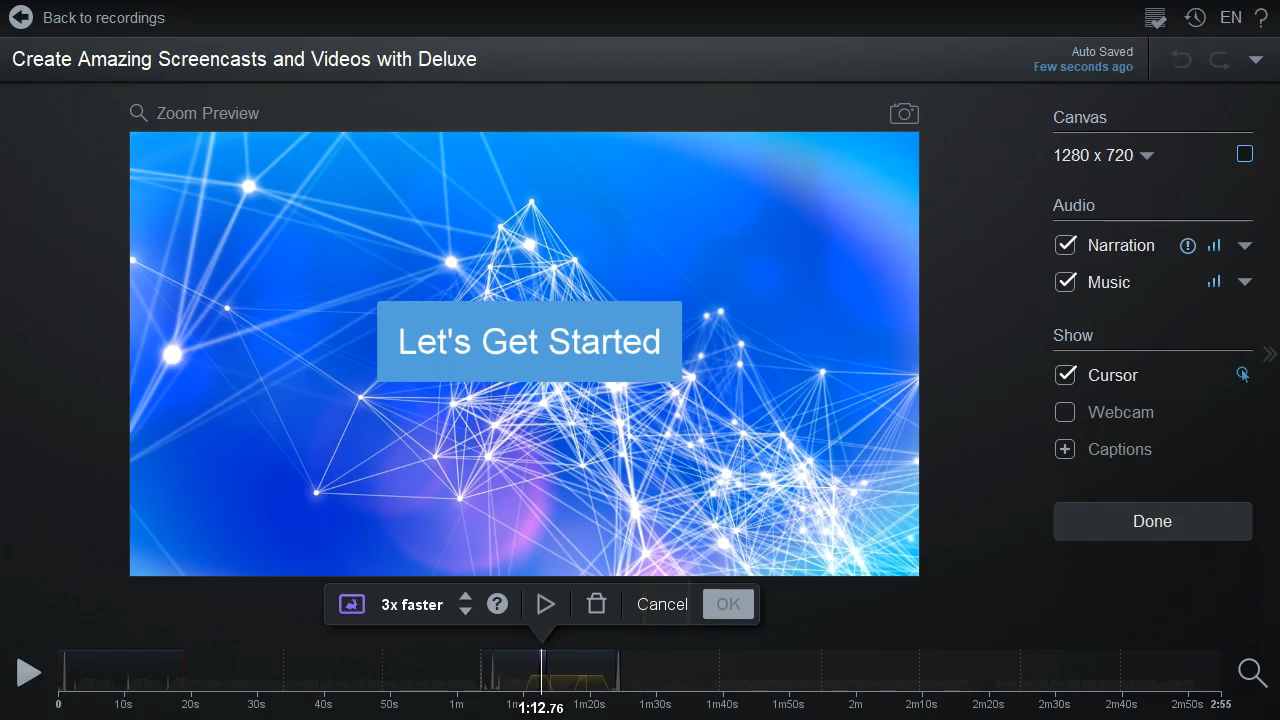 Back to recordings
EN
Create Amazing Screencasts and Videos with Deluxe
Auto Saved
Few seconds ago
Zoom Preview
Canvas
1280 x 720
Audio
Narration
Music
Show
Cursor
Webcam
Captions
Done
Let's Get Started
3x faster
Cancel
OK
0 10s 20s 30s 40s 50s 1m 1m20s 1m30s 1m40s 1m50s 2m 2m10s 2m20s 2m30s 2m40s 2m50s 2:55
1:12.76